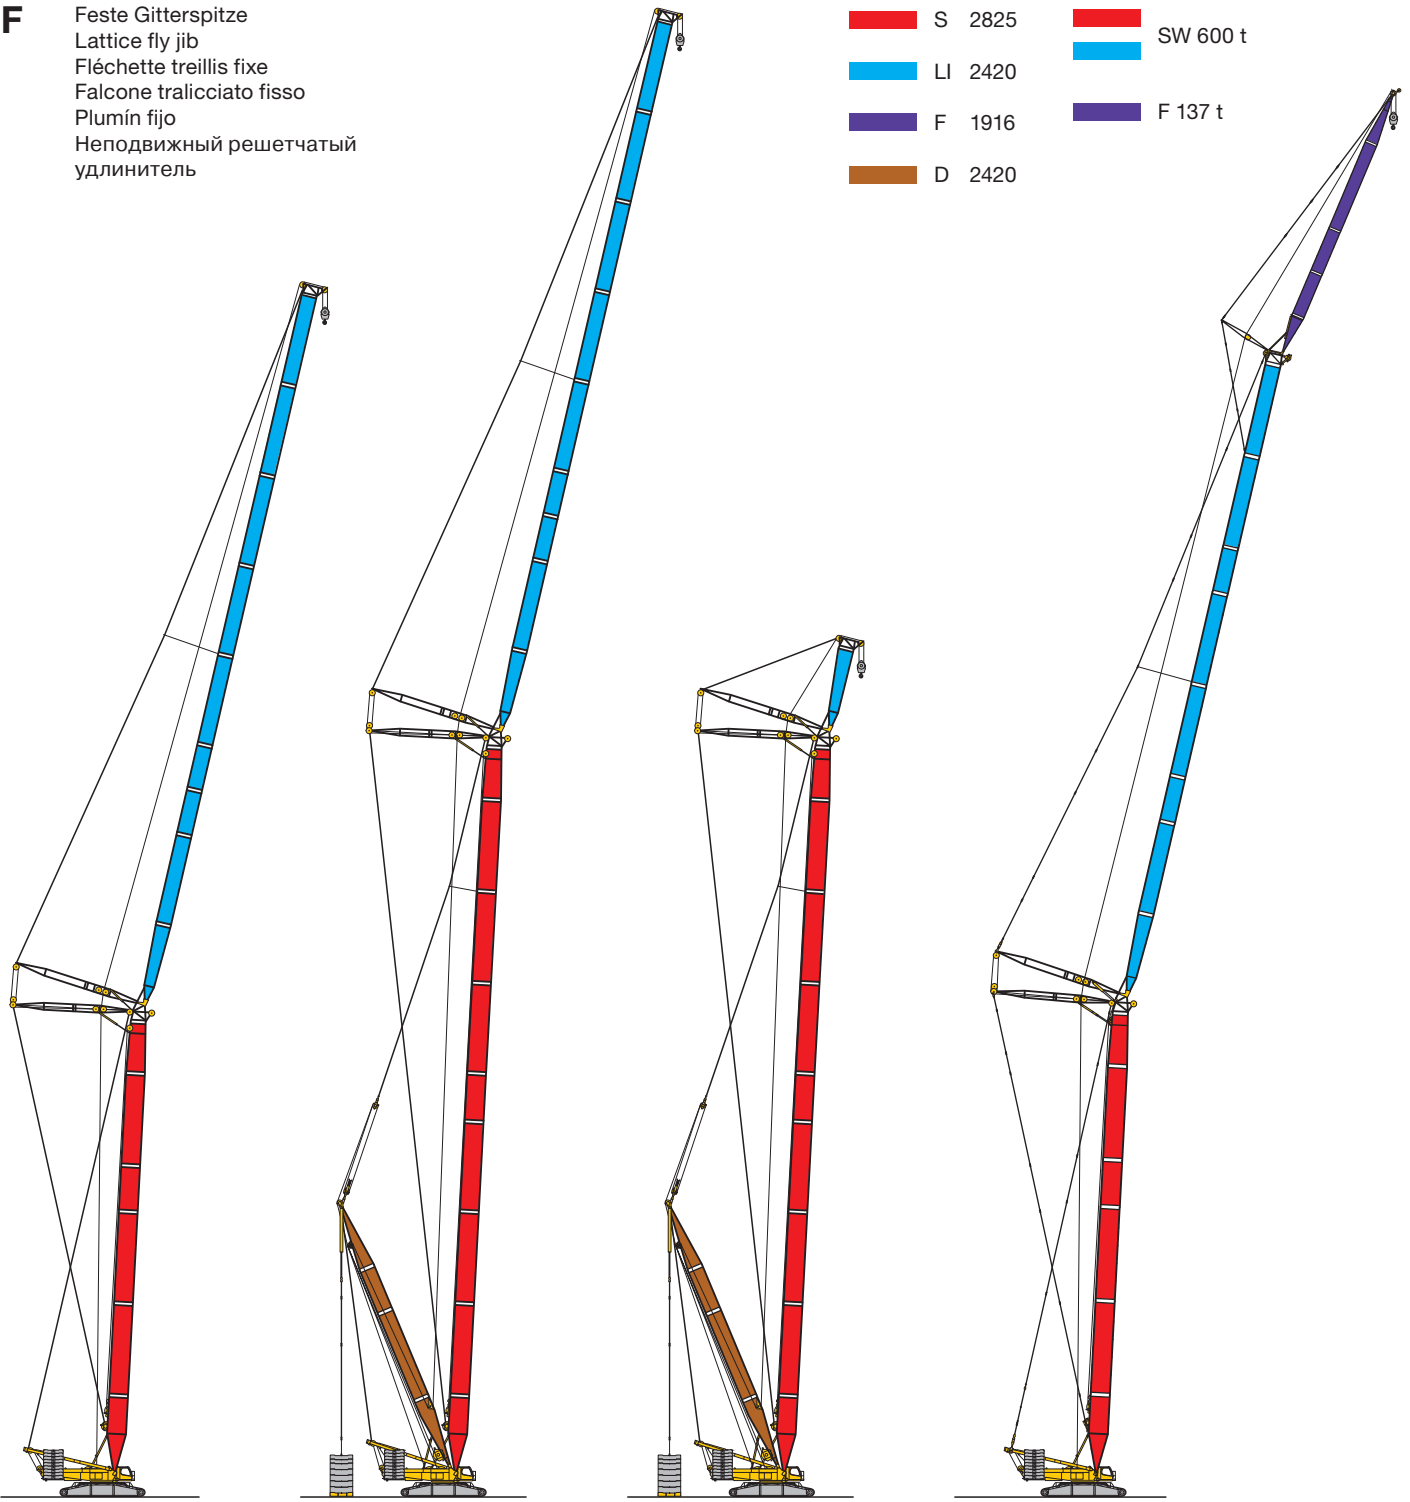 F
Feste Gitterspitze
Lattice fly jib
Fléchette treillis fixe
Falcone tralicciato fisso
Plumín fijo
Неподвижный решетчатый
удлинитель
S 2825
LI 2420
F 1916
D 2420
SW 600 t
F 137 t